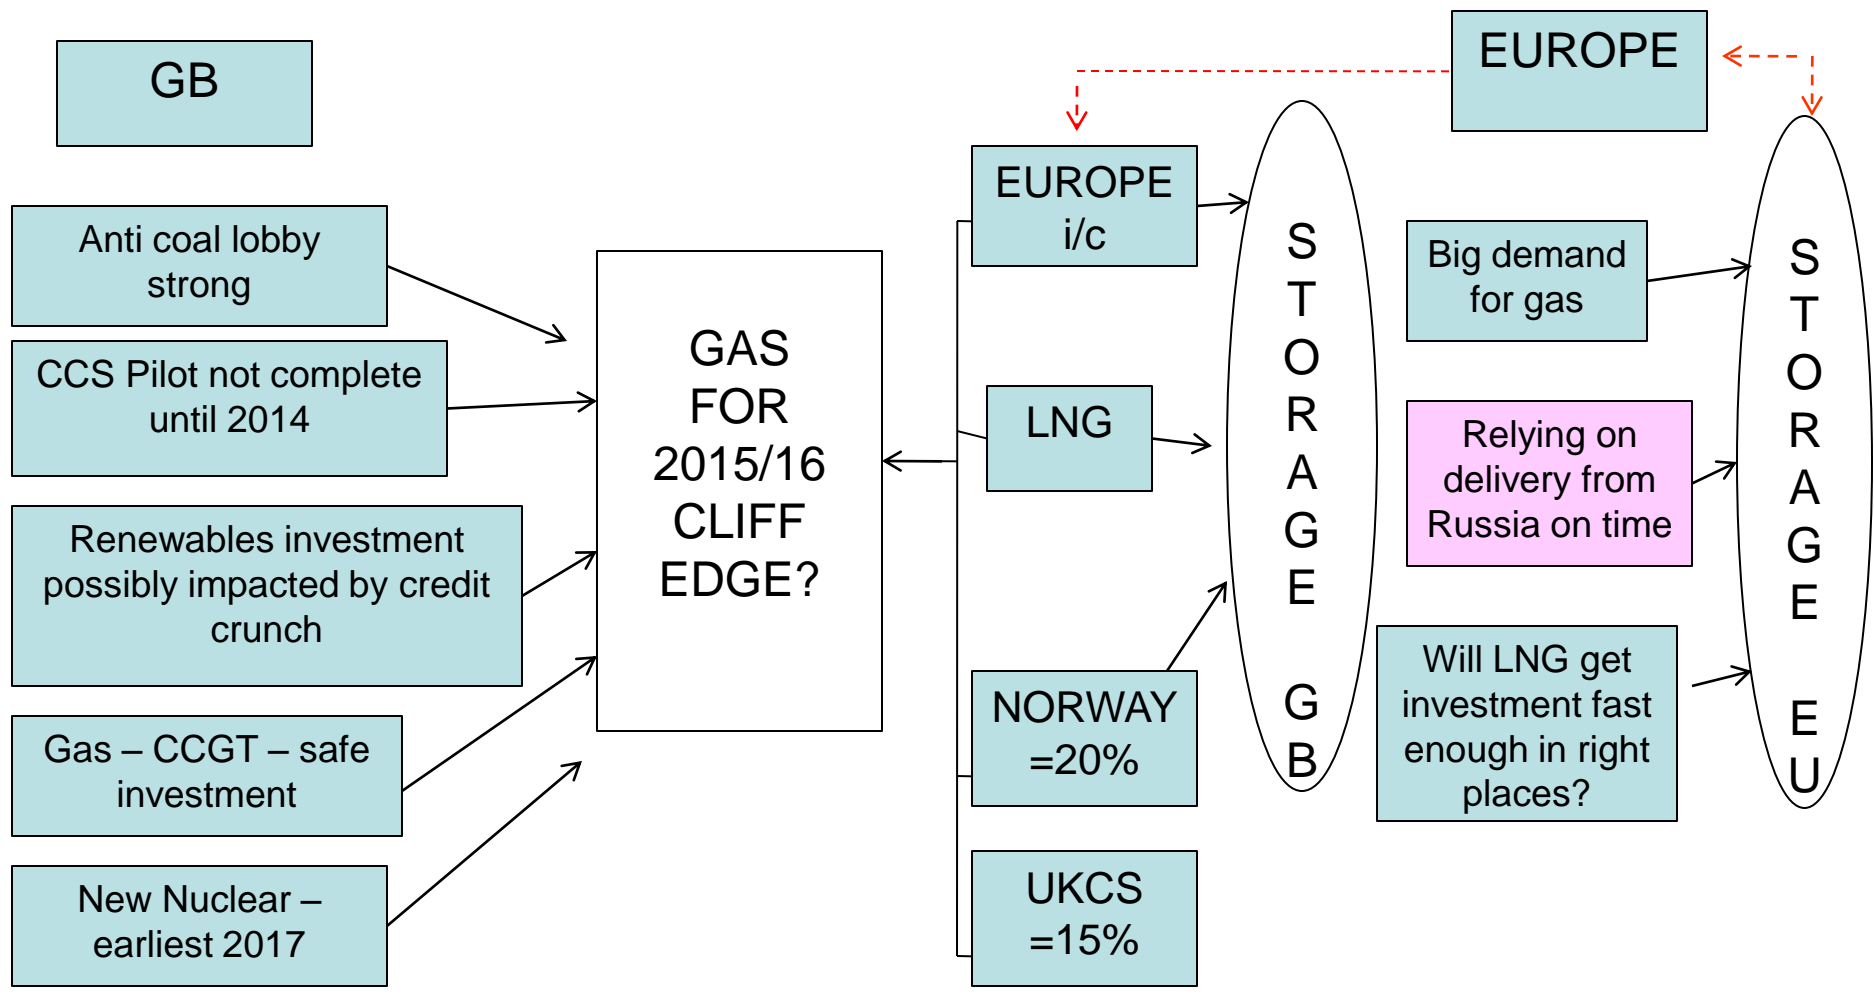 GB
Anti coal lobby
strong
CCS Pilot not complete
until 2014
Renewables investment
possibly impacted by credit
crunch
Gas – CCGT – safe
investment
New Nuclear –
earliest 2017
GAS
FOR
2015/16
CLIFF
EDGE?
EUROPE
i/c
LNG
NORWAY
=20%
UKCS
=15%
S
T
O
R
A
G
E
G
B
EUROPE
Big demand
for gas
Relying on
delivery from
Russia on time
Will LNG get
investment fast
enough in right
places?
S
T
O
R
A
G
E
E
U